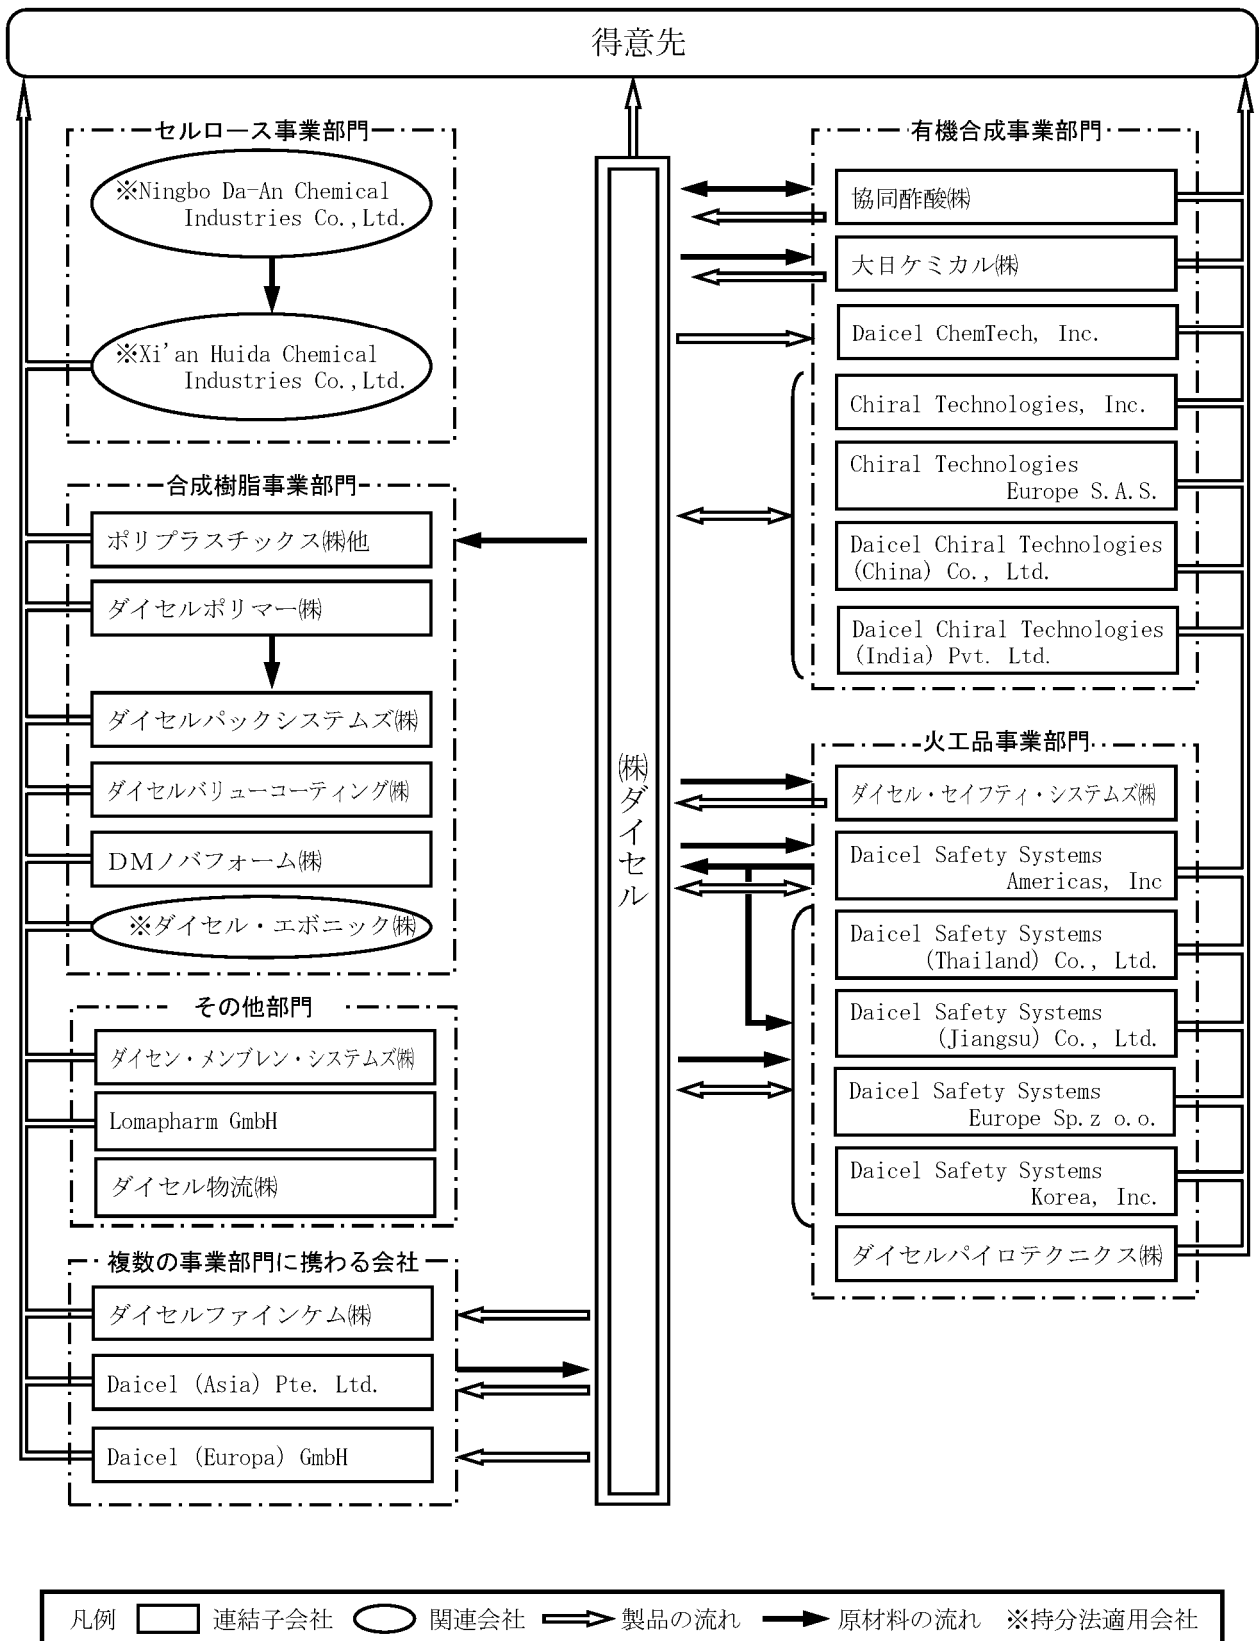 得意先
セルロース事業部門
※Ningbo Da-An Chemical
Industries Co.,Ltd.
※Xi'an Huida Chemical
Industries Co.,Ltd.
合成樹脂事業部門
ポリプラスチックス㈱他
ダイセルポリマー㈱
ダイセルパックシステムズ㈱
ダイセルバリューコーティング㈱
DMノバフォーム㈱
※ダイセル・エボニック㈱
その他部門
ダイセン・メンブレン・システムズ㈱
Lomapharm GmbH
ダイセル物流㈱
複数の事業部門に携わる会社
ダイセルファインケム㈱
Daicel (Asia) Pte. Ltd.
Daicel (Europa) GmbH
㈱ダイセル
有機合成事業部門
協同酢酸㈱
大日ケミカル㈱
Daicel ChemTech, Inc.
Chiral Technologies, Inc.
Chiral Technologies
Europe S.A.S.
Daicel Chiral Technologies
(China) Co., Ltd.
Daicel Chiral Technologies
(India) Pvt. Ltd.
火工品事業部門
ダイセル・セイフティ・システムズ㈱
Daicel Safety Systems
Americas, Inc
Daicel Safety Systems
(Thailand) Co., Ltd.
Daicel Safety Systems
(Jiangsu) Co., Ltd.
Daicel Safety Systems
Europe Sp.z o.o.
Daicel Safety Systems
Korea, Inc.
ダイセルパイロテクニクス㈱
凡例 連結子会社 関連会社 製品の流れ 原材料の流れ ※持分法適用会社